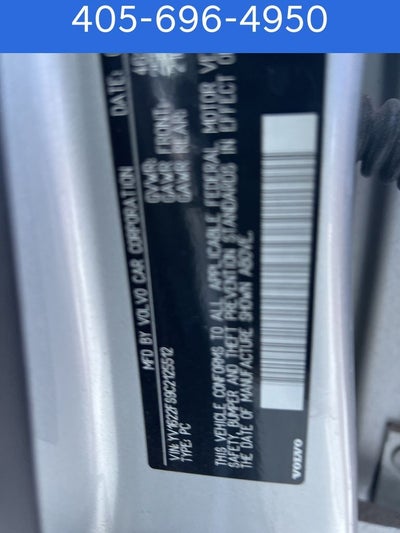 405-696-4950
MFD BY VOLVO CAR CORPORATION DATE:
GVWR:
GAWR FRONT:
GAWR REAR:
THIS VEHICLE CONFORMS TO ALL APPLICABLE FEDERAL MOTOR
SAFETY, BUMPER AND THEFT PREVENTION STANDARDS IN EFFECT
THE DATE OF MANUFACTURE SHOWN ABOVE.
VIN: YV1622FS9C2125512
TYPE: PC
VOLVO